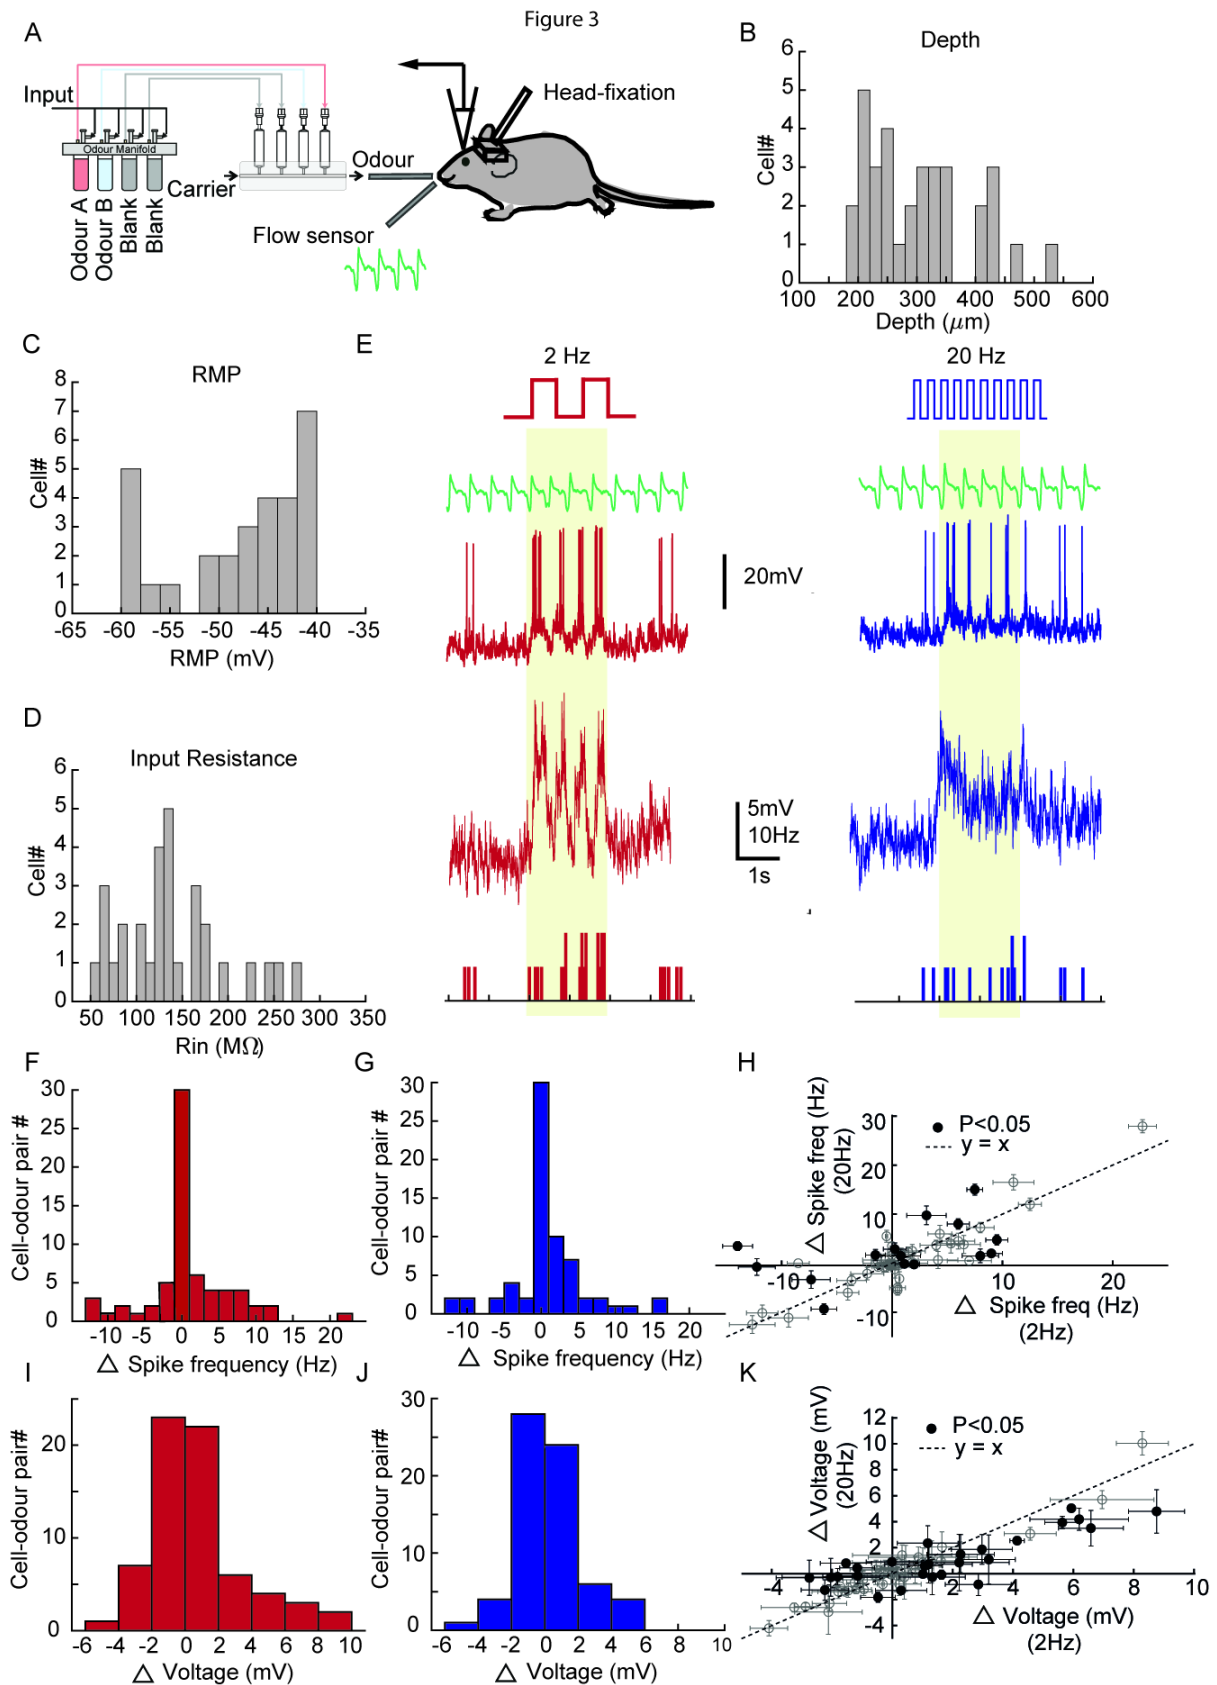 Figure 3
A
Input
Odour Manifold
Odour A
Odour B
Blank
Blank
Carrier
Odour
Flow sensor
Head-fixation
B
Depth
Cell#
6
5
4
3
2
1
0
100 200 300 400 500 600
Depth (μm)
C
RMP
Cell#
8
7
6
5
4
3
2
1
0
-65 -60 -55 -50 -45 -40 -35
RMP (mV)
D
Input Resistance
Cell#
6
5
4
3
2
1
0
50 100 150 200 250 300 350
Rin (MΩ)
E
2 Hz
20 Hz
20mV
5mV
10Hz
1s
F
Cell-odour pair #
30
20
10
5
0
-10 -5 0 5 10 15 20
△ Spike frequency (Hz)
G
Cell-odour pair #
30
30
20
10
5
0
-10 -5 0 5 10 15 20
△ Spike frequency (Hz)
H
△ Spike freq (Hz)
(20Hz)
P<0.05
y = x
30
20
10
-10
-10 10 20
△ Spike freq (Hz)
(2Hz)
I
Cell-odour pair#
20
10
0
-6 -4 -2 0 2 4 6 8 10
△ Voltage (mV)
J
Cell-odour pair#
30
20
10
0
-6 -4 -2 0 2 4 6 8 10
△ Voltage (mV)
K
△ Voltage (mV)
(20Hz)
P<0.05
y = x
12
10
8
6
4
2
-4
-4 2 4 6 8 10
△ Voltage (mV)
(2Hz)